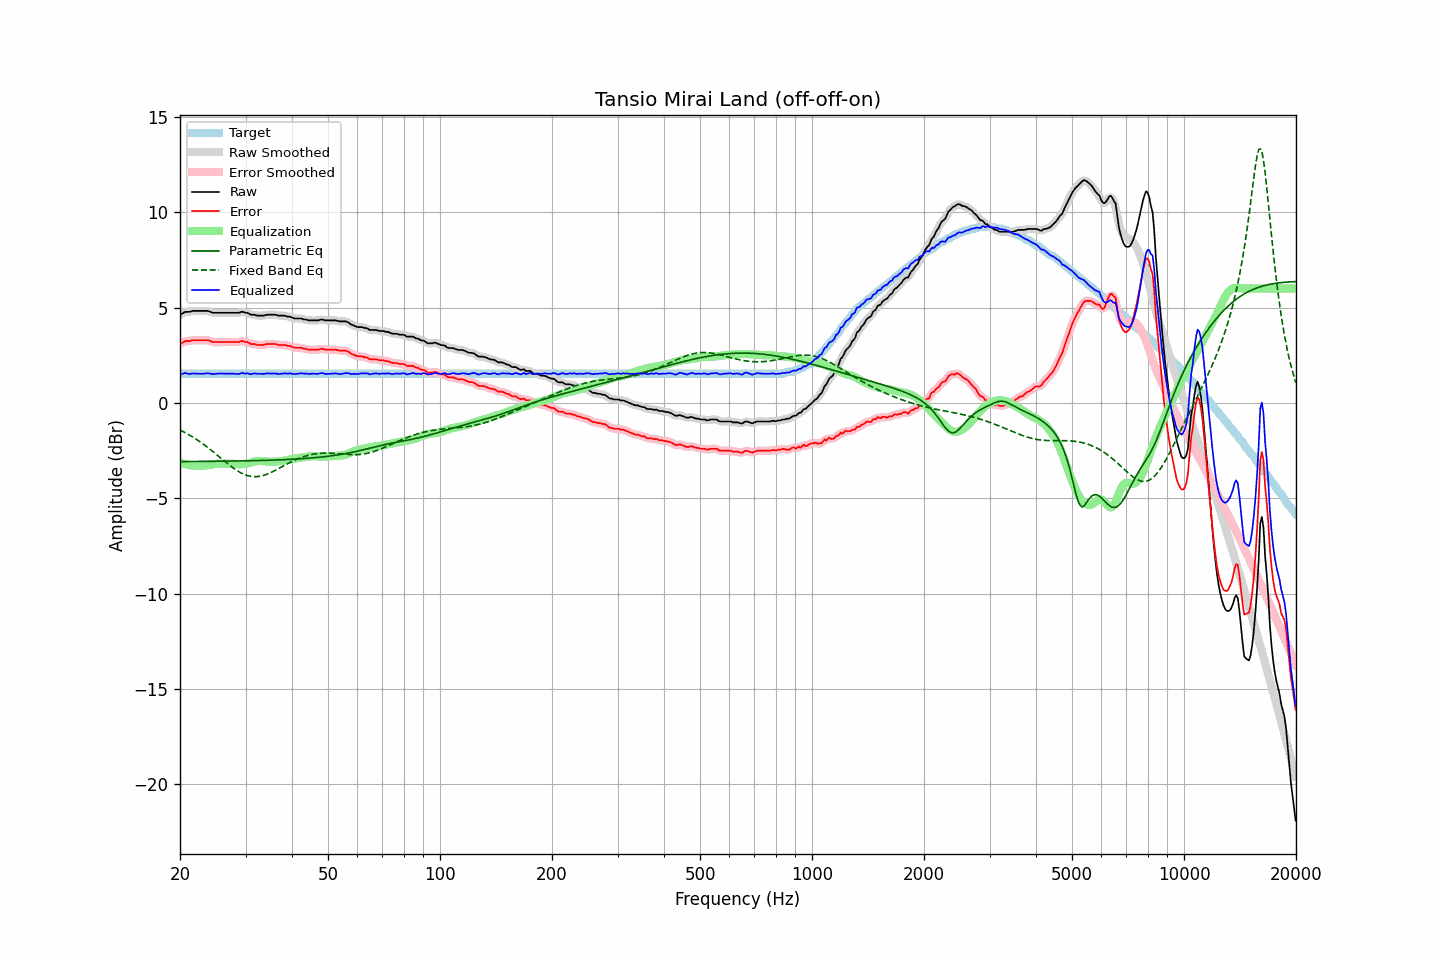 Tansio Mirai Land (off-off-on)
15
10
5
0
−5
−10
−15
−20
Amplitude (dBr)
Target
Raw Smoothed
Error Smoothed
Raw
Error
Equalization
Parametric Eq
Fixed Band Eq
Equalized
20 50 100 200 500 1000 2000 5000 10000 20000
Frequency (Hz)